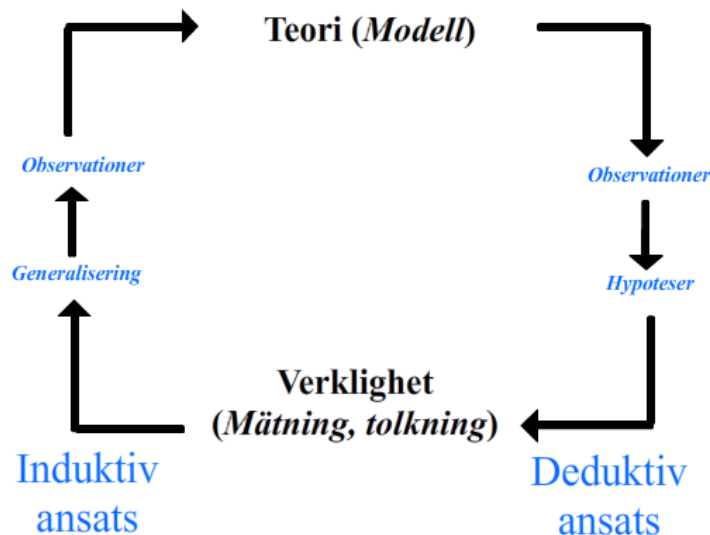 Teori (Modell)
Observationer
Observationer
Generalisering
Hypoteser
Verklighet
(Mätning, tolkning)
Induktiv
ansats
Deduktiv
ansats